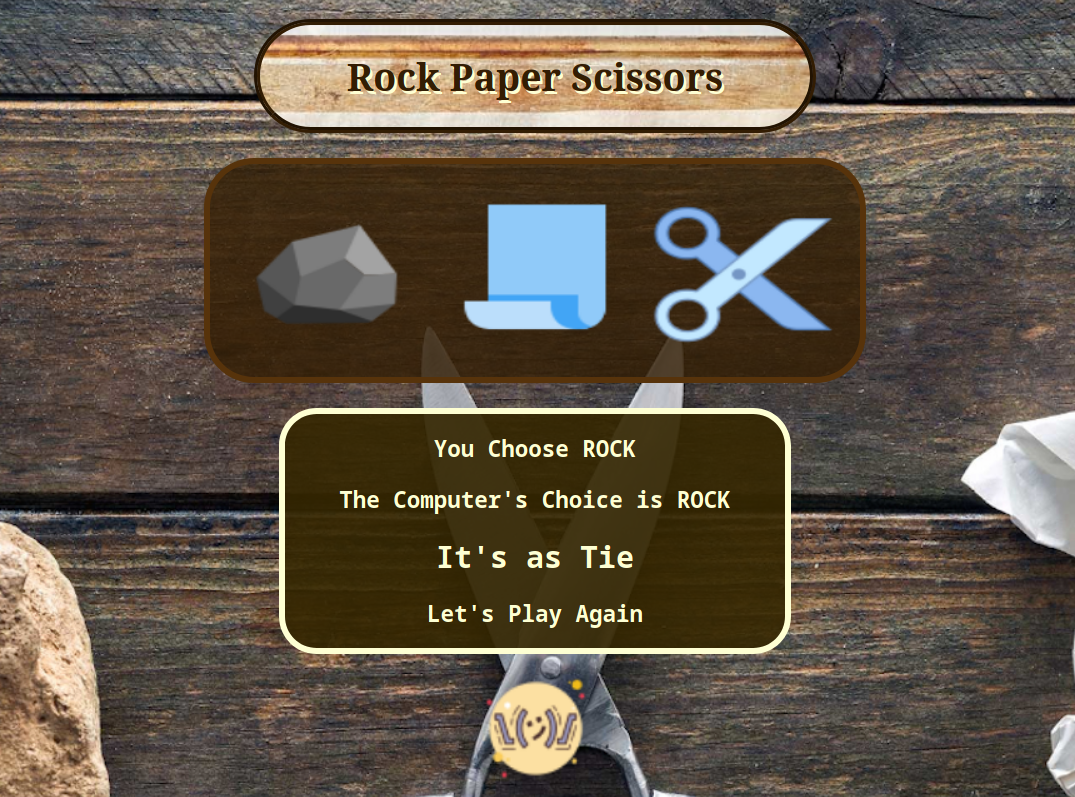 Rock Paper Scissors
You Choose ROCK
The Computer's Choice is ROCK
It's as Tie
Let's Play Again